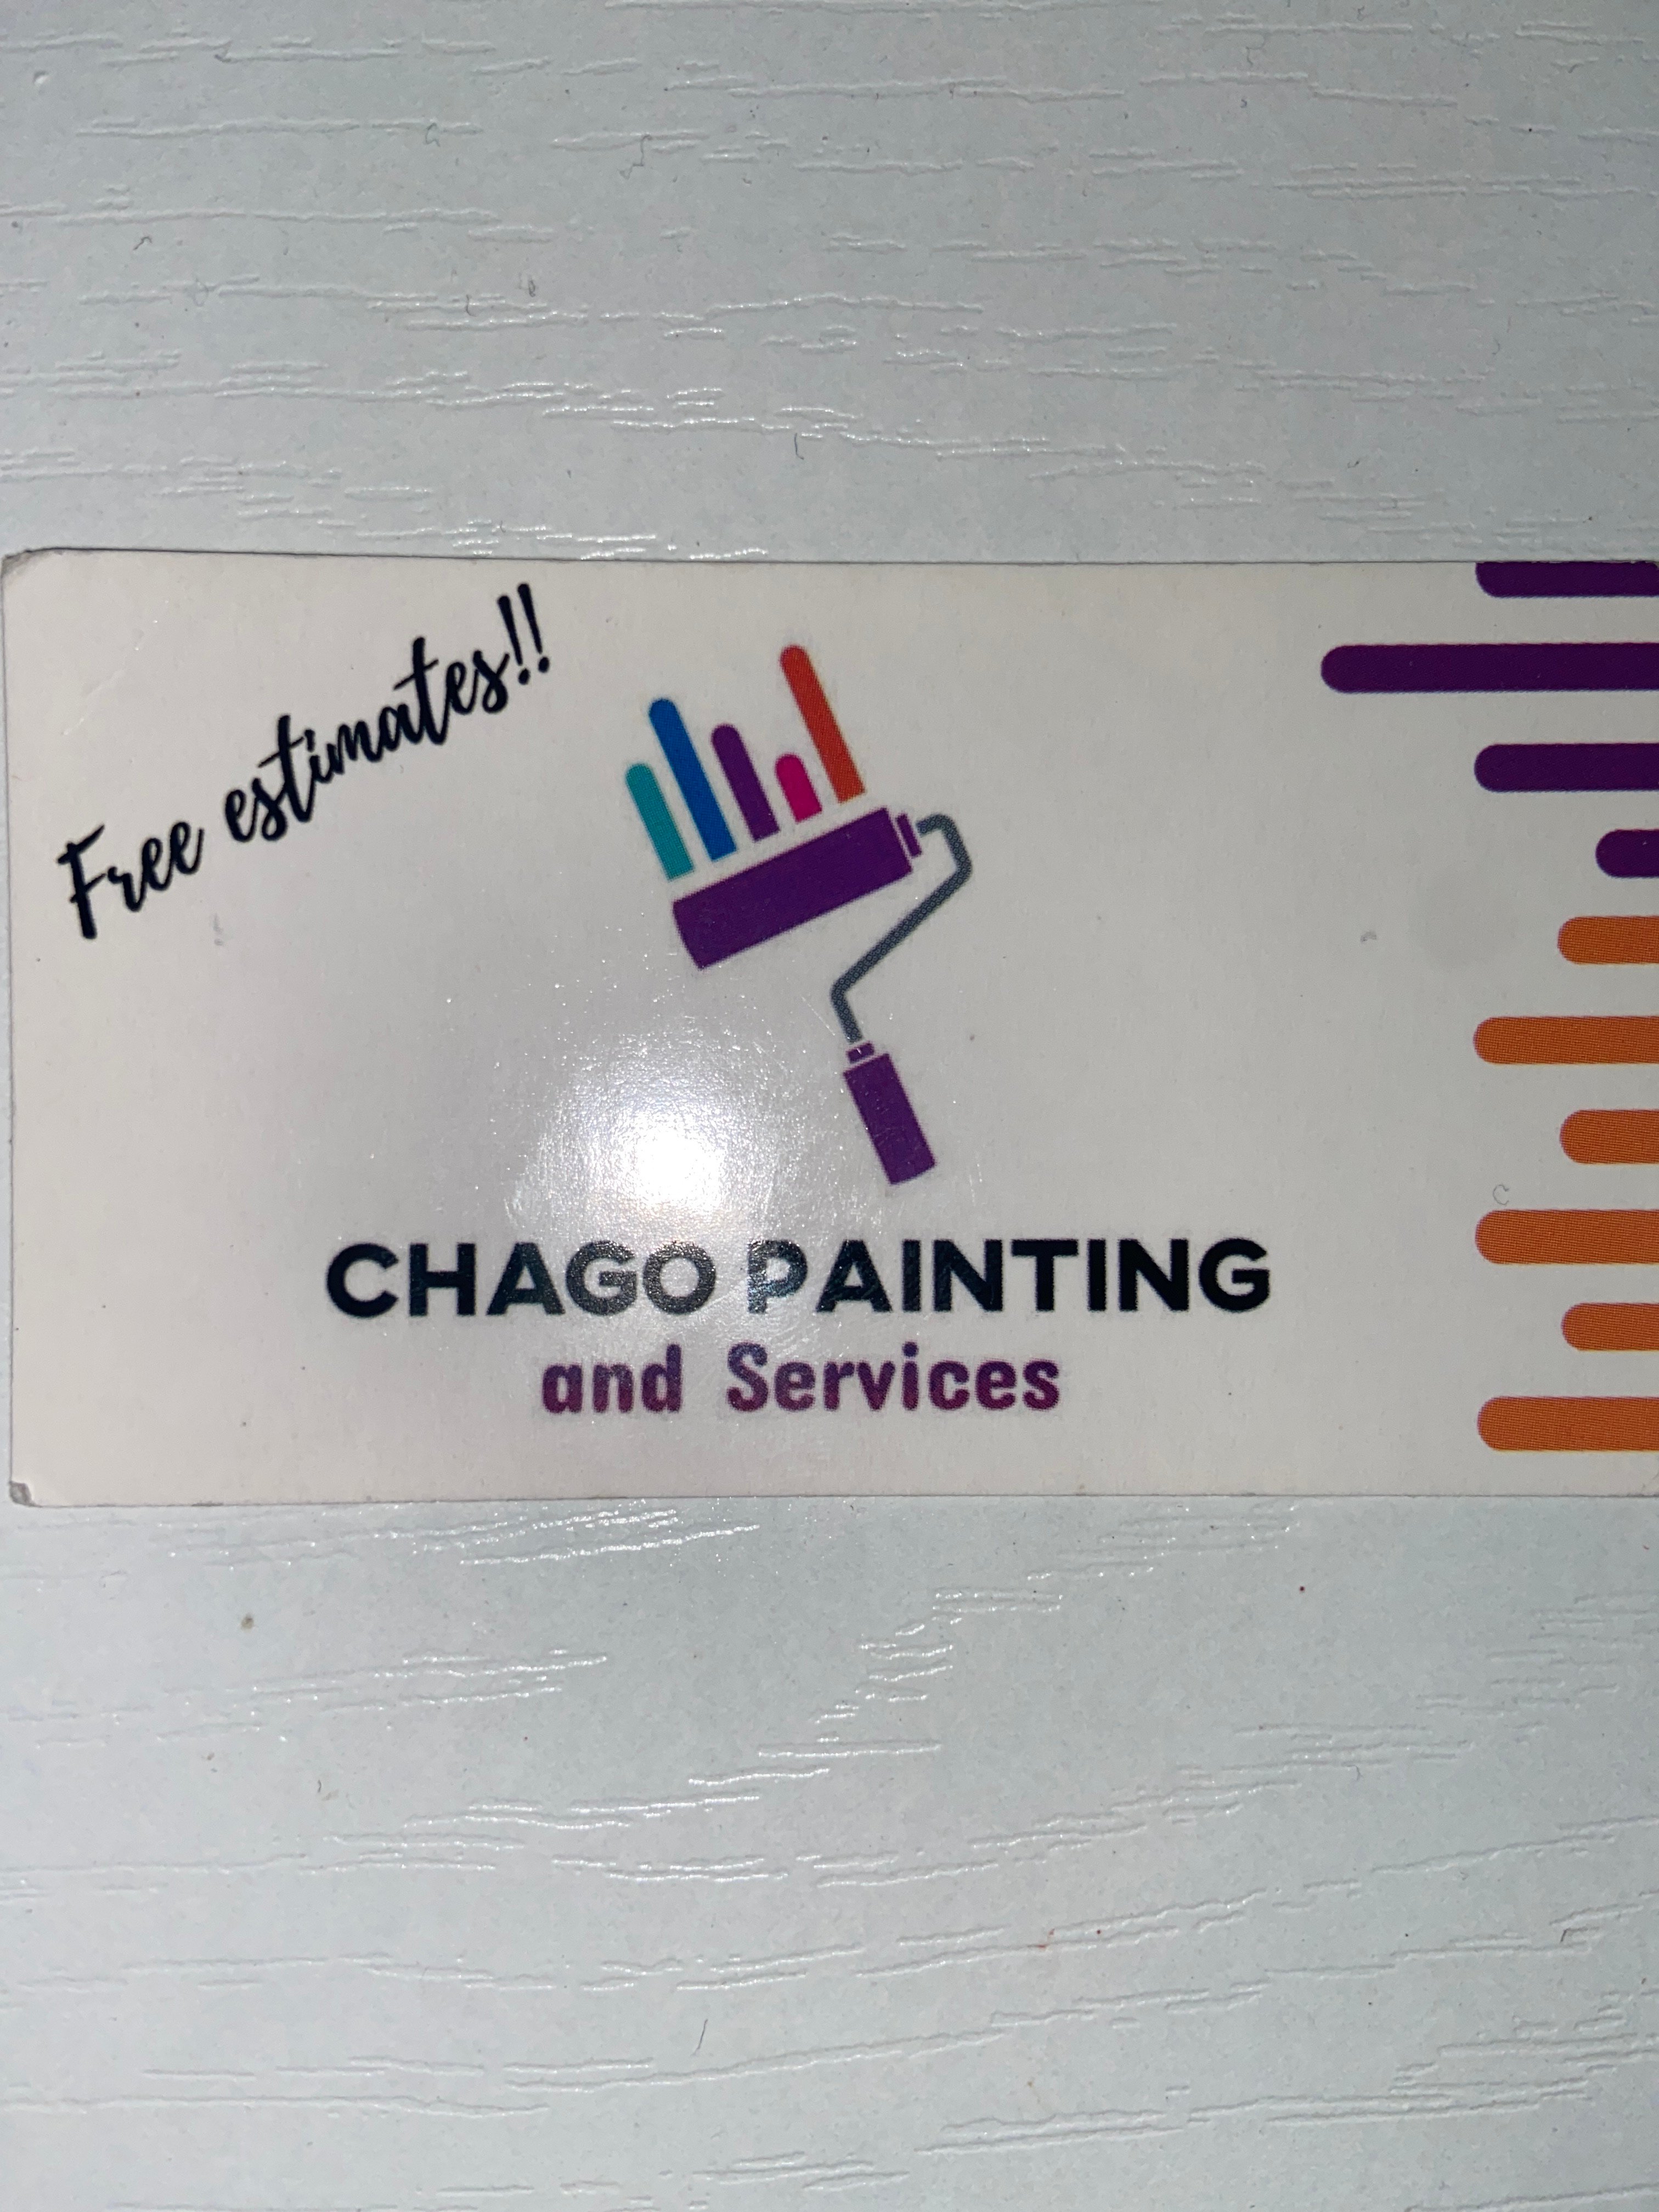 Free estimates!!
CHAGO PAINTING
and Services